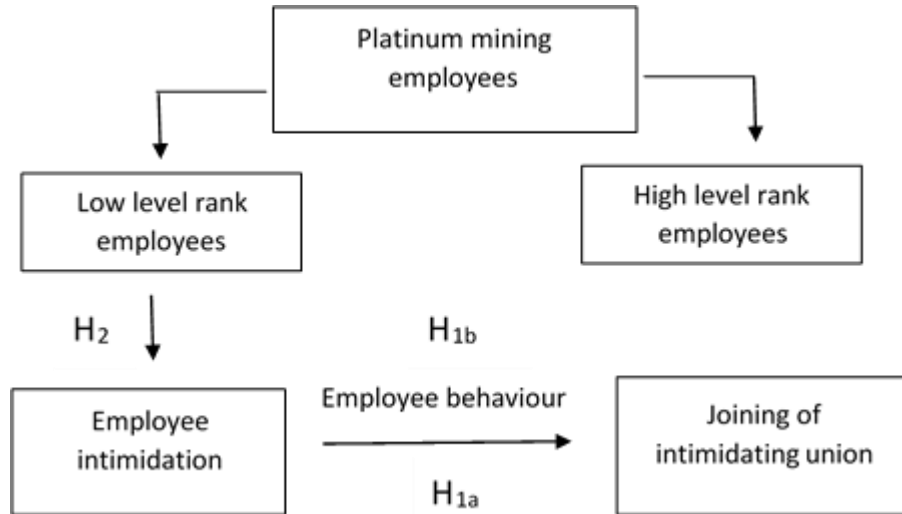 Platinum mining
employees
Low level rank
employees
High level rank
employees
H2
H1b
Employee
intimidation
Employee behaviour
H1a
Joining of
intimidating union